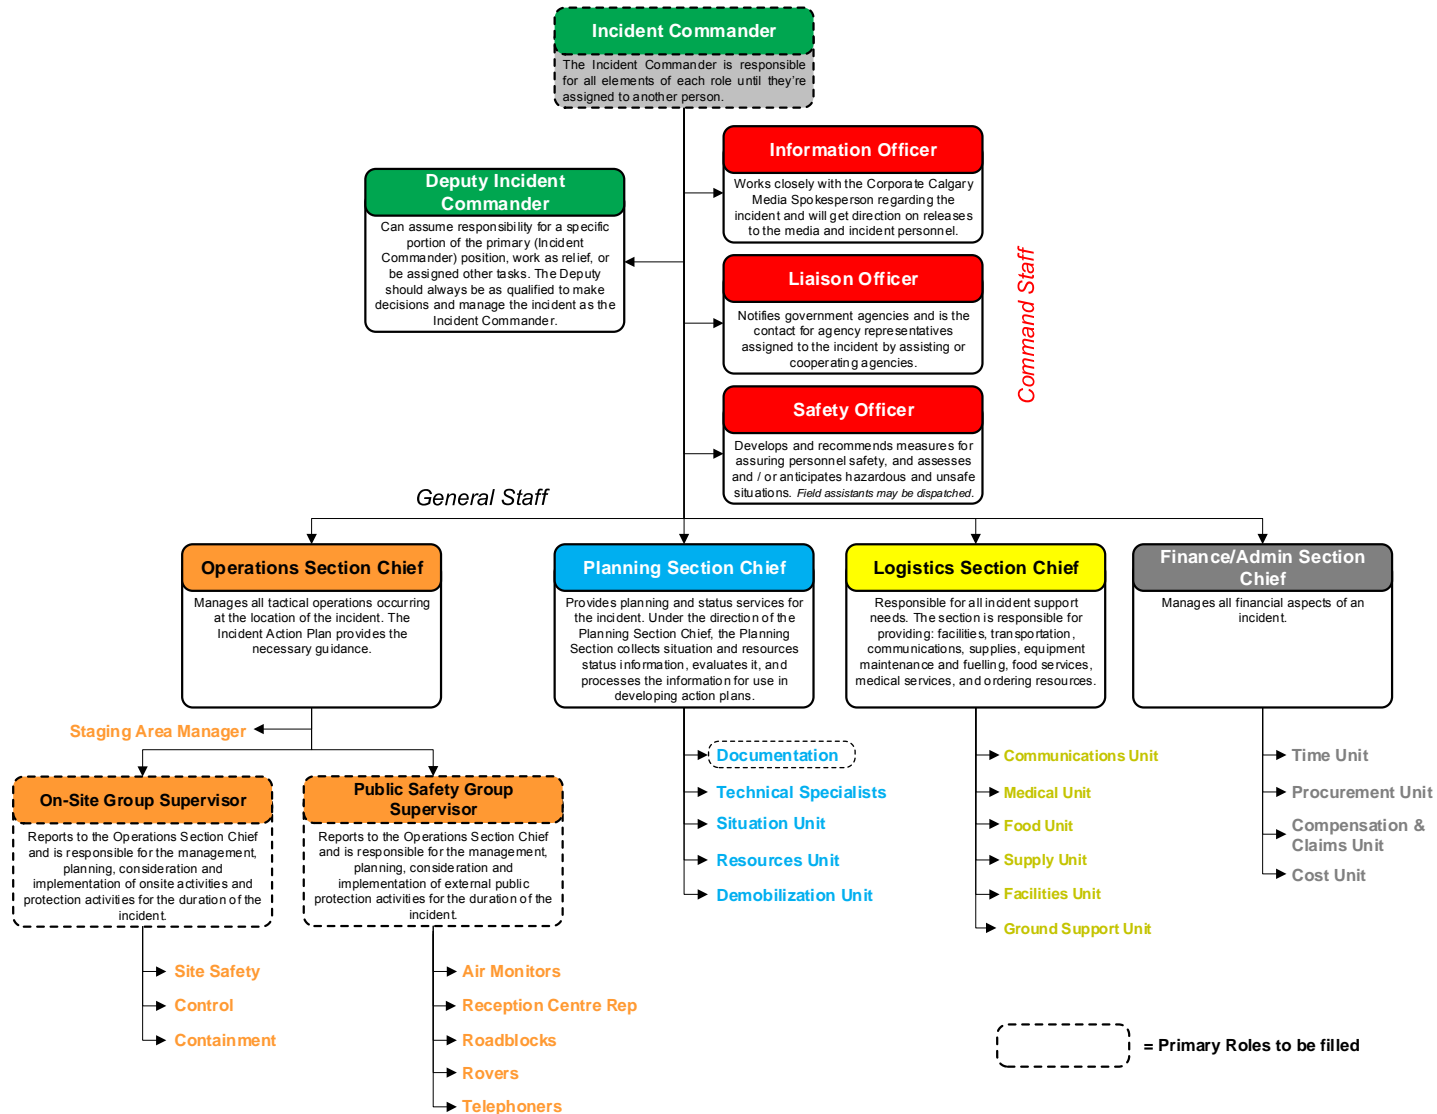 Incident Commander
The Incident Commander is responsible
for all elements of each role until they're
assigned to another person.
Information Officer
Works closely with the Corporate Calgary
Media Spokesperson regarding the
incident and will get direction on releases
to the media and incident personnel.
Deputy Incident
Commander
Can assume responsibility for a specific
portion of the primary (Incident
Commander) position, work as relief, or
be assigned other tasks. The Deputy
should always be as qualified to make
decisions and manage the incident as the
Incident Commander.
Liaison Officer
Notifies government agencies and is the
contact for agency representatives
assigned to the incident by assisting or
cooperating agencies.
Command Staff
Safety Officer
Develops and recommends measures for
assuring personnel safety, and assesses
and / or anticipates hazardous and unsafe
situations. Field assistants may be dispatched.
General Staff
Operations Section Chief
Manages all tactical operations occurring
at the location of the incident. The
Incident Action Plan provides the
necessary guidance.
Planning Section Chief
Provides planning and status services for
the incident. Under the direction of the
Planning Section Chief, the Planning
Section collects situation and resources
status information, evaluates it, and
processes the information for use in
developing action plans.
Logistics Section Chief
Responsible for all incident support
needs. The section is responsible for
providing: facilities, transportation,
communications, supplies, equipment
maintenance and fuelling, food services,
medical services, and ordering resources.
Finance/Admin Section
Chief
Manages all financial aspects of an
incident.
Staging Area Manager
On-Site Group Supervisor
Reports to the Operations Section Chief
and is responsible for the management,
planning, consideration and
implementation of onsite activities and
protection activities for the duration of the
incident.
Site Safety
Control
Containment
Public Safety Group
Supervisor
Reports to the Operations Section Chief
and is responsible for the management,
planning, consideration and
implementation of external public
protection activities for the duration of the
incident.
Air Monitors
Reception Centre Rep
Roadblocks
Rovers
Telephoners
Documentation
Technical Specialists
Situation Unit
Resources Unit
Demobilization Unit
Communications Unit
Medical Unit
Food Unit
Supply Unit
Facilities Unit
Ground Support Unit
Time Unit
Procurement Unit
Compensation &
Claims Unit
Cost Unit
= Primary Roles to be filled